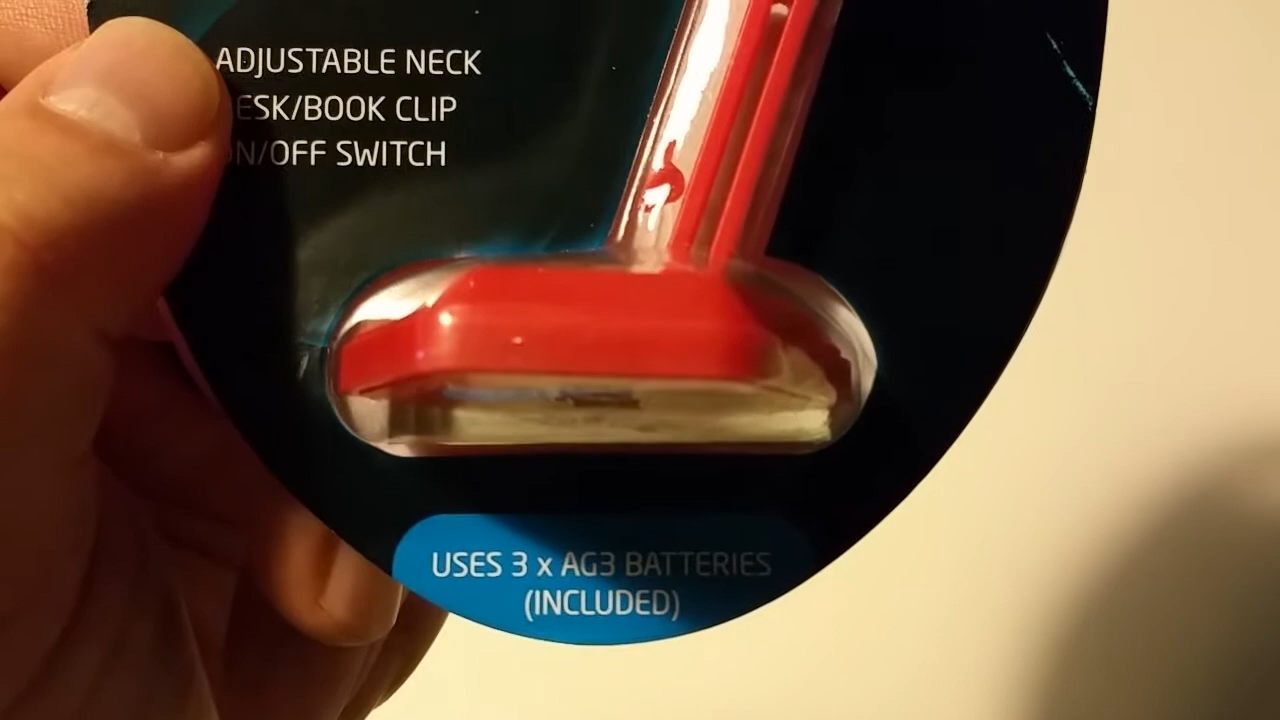 ADJUSTABLE NECK
ESK/BOOK CLIP
N/OFF SWITCH
USES 3 x AG3 BATTERIES
(INCLUDED)